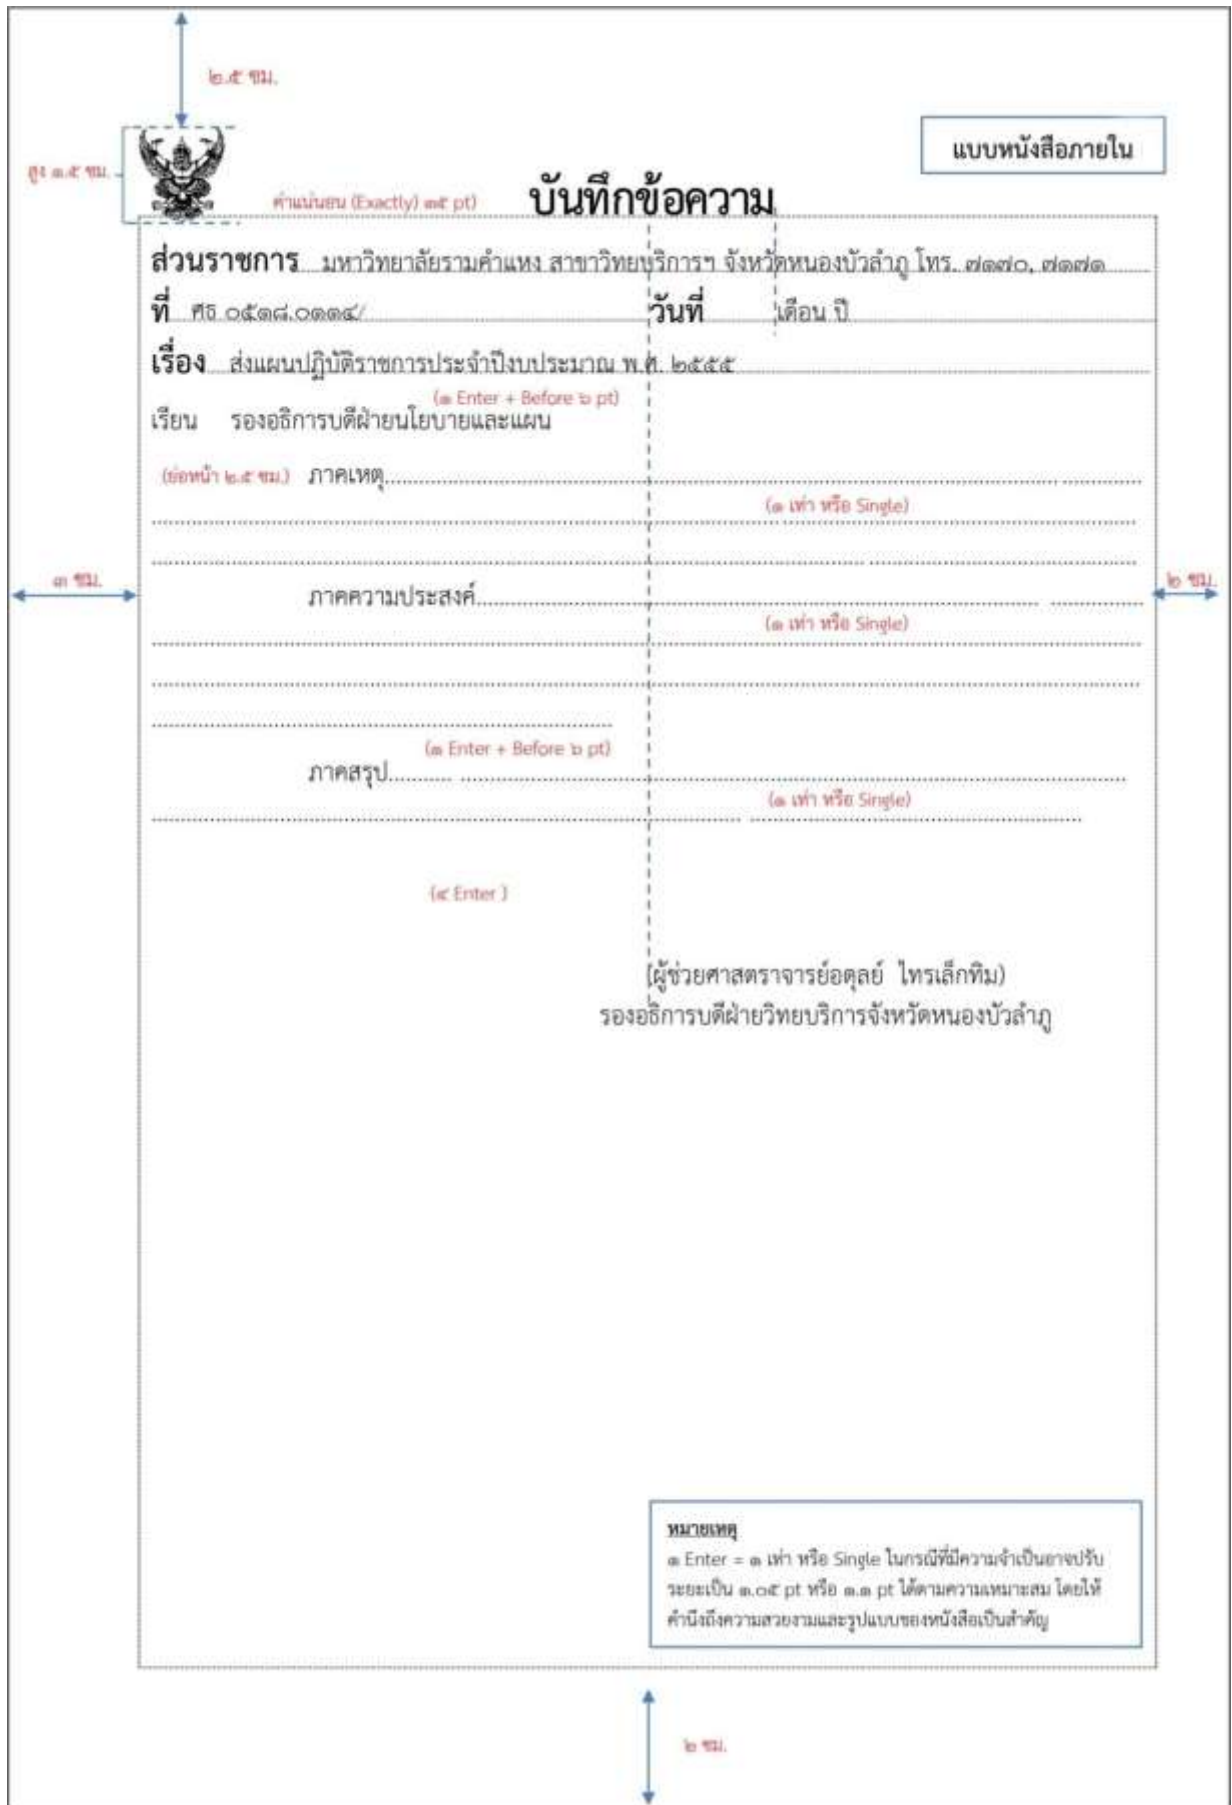 ๒.๕ ซม.
แบบหนังสือภายใน
สูง ๑.๕ ซม.
ค่าแน่นอน (Exactly) ๓๕ pt)
บันทึกข้อความ
ส่วนราชการ มหาวิทยาลัยรามคำแหง สาขาวิทยบริการฯ จังหวัดหนองบัวลำภู โทร. ๗๑๗๐, ๗๑๗๑
ที่ ศธ ๐๕๑๘.๐๑๑๔/ วันที่ เดือน ปี
เรื่อง ส่งแผนปฏิบัติราชการประจำปีงบประมาณ พ.ศ. ๒๕๕๕
(๑ Enter + Before ๖ pt)
เรียน รองอธิการบดีฝ่ายนโยบายและแผน
(ย่อหน้า ๒.๕ ซม.) ภาคเหตุ
(๑ เท่า หรือ Single)
๓ ซม.
๒ ซม.
ภาคความประสงค์
(๑ เท่า หรือ Single)
(๑ Enter + Before ๖ pt)
ภาคสรุป
(๑ เท่า หรือ Single)
(๔ Enter )
(ผู้ช่วยศาสตราจารย์อตุลย์ ไทรเล็กทิม)
รองอธิการบดีฝ่ายวิทยบริการจังหวัดหนองบัวลำภู
หมายเหตุ
๑ Enter = ๑ เท่า หรือ Single ในกรณีที่มีความจำเป็นอาจปรับ
ระยะเป็น ๑.๐๕ pt หรือ ๑.๑ pt ได้ตามความเหมาะสม โดยให้
คำนึงถึงความสวยงามและรูปแบบของหนังสือเป็นสำคัญ
๒ ซม.